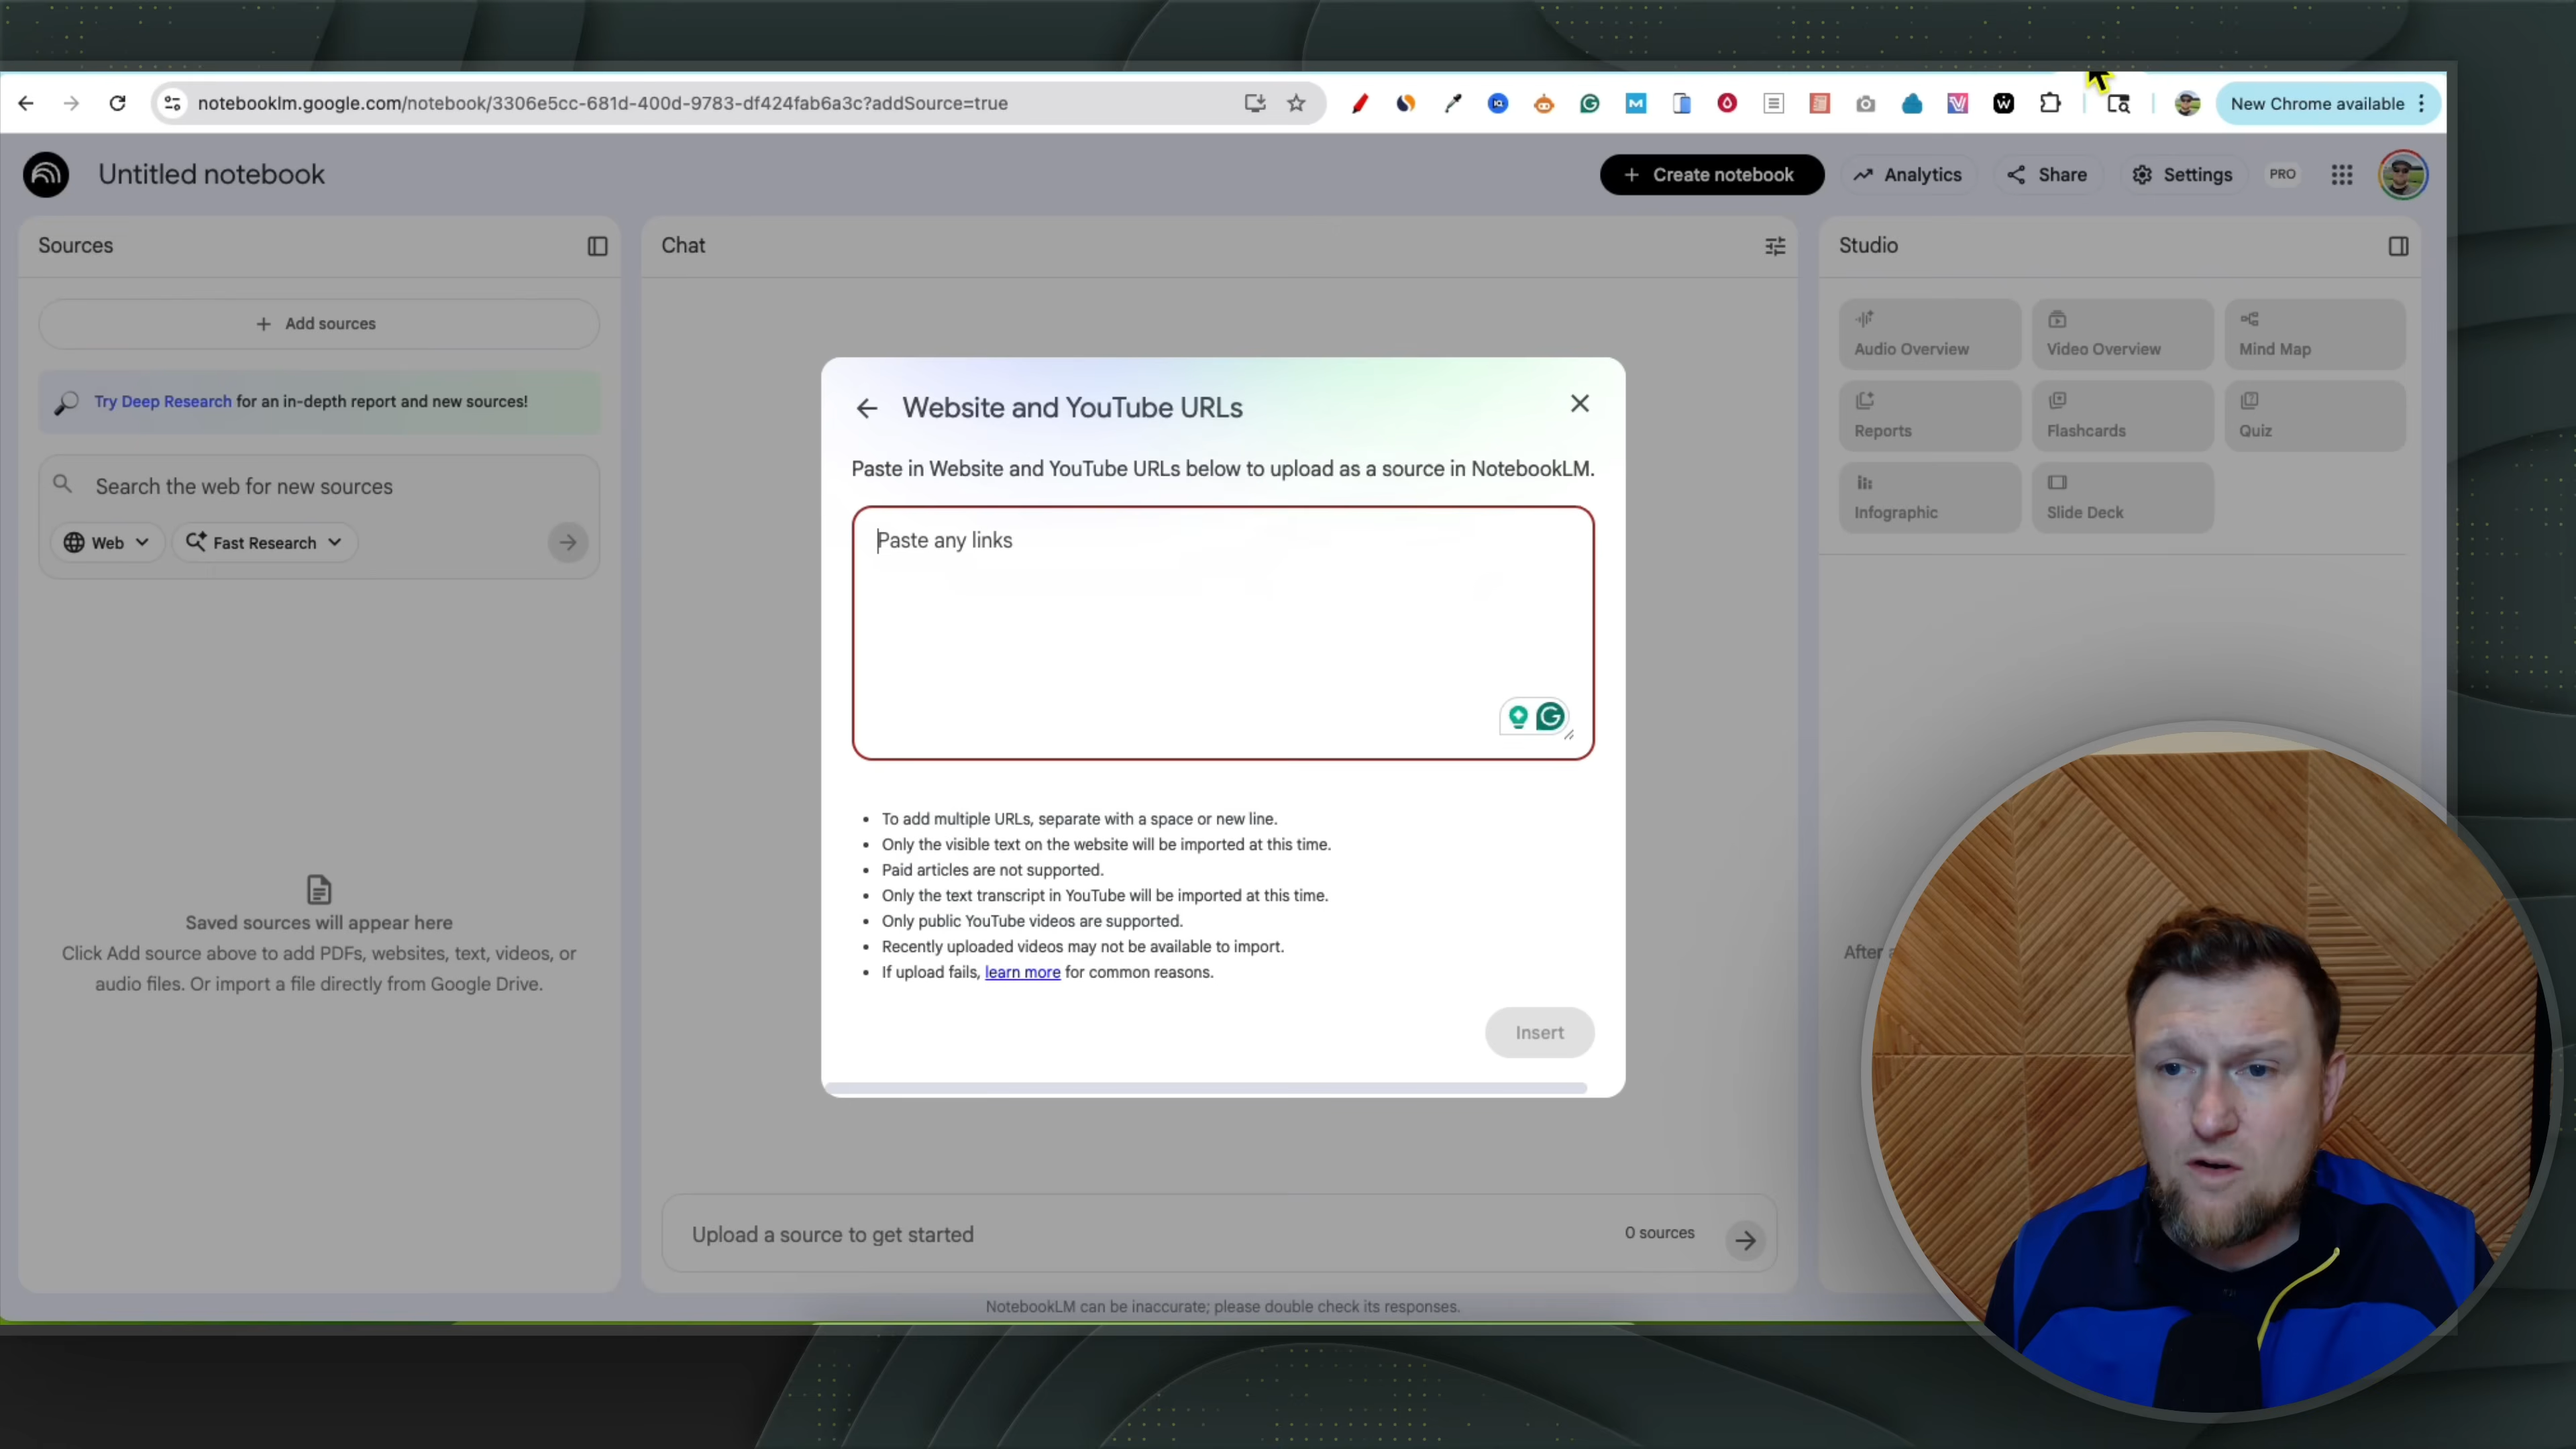 notebooklm.google.com/notebook/3306e5cc-681d-400d-9783-df424fab6a3c?addSource=true
New Chrome available
Untitled notebook
Create notebook
Analytics
Share
Settings
PRO
Sources
Chat
Studio
Add sources
Try Deep Research for an in-depth report and new sources!
Search the web for new sources
Web
Fast Research
Saved sources will appear here
Click Add source above to add PDFs, websites, text, videos, or
audio files. Or import a file directly from Google Drive.
Website and YouTube URLs
Paste in Website and YouTube URLs below to upload as a source in NotebookLM.
Paste any links
• To add multiple URLs, separate with a space or new line.
• Only the visible text on the website will be imported at this time.
• Paid articles are not supported.
• Only the text transcript in YouTube will be imported at this time.
• Only public YouTube videos are supported.
• Recently uploaded videos may not be available to import.
• If upload fails, learn more for common reasons.
Insert
Upload a source to get started
0 sources
NotebookLM can be inaccurate; please double check its responses.
Audio Overview
Video Overview
Mind Map
Reports
Flashcards
Quiz
Infographic
Slide Deck
After